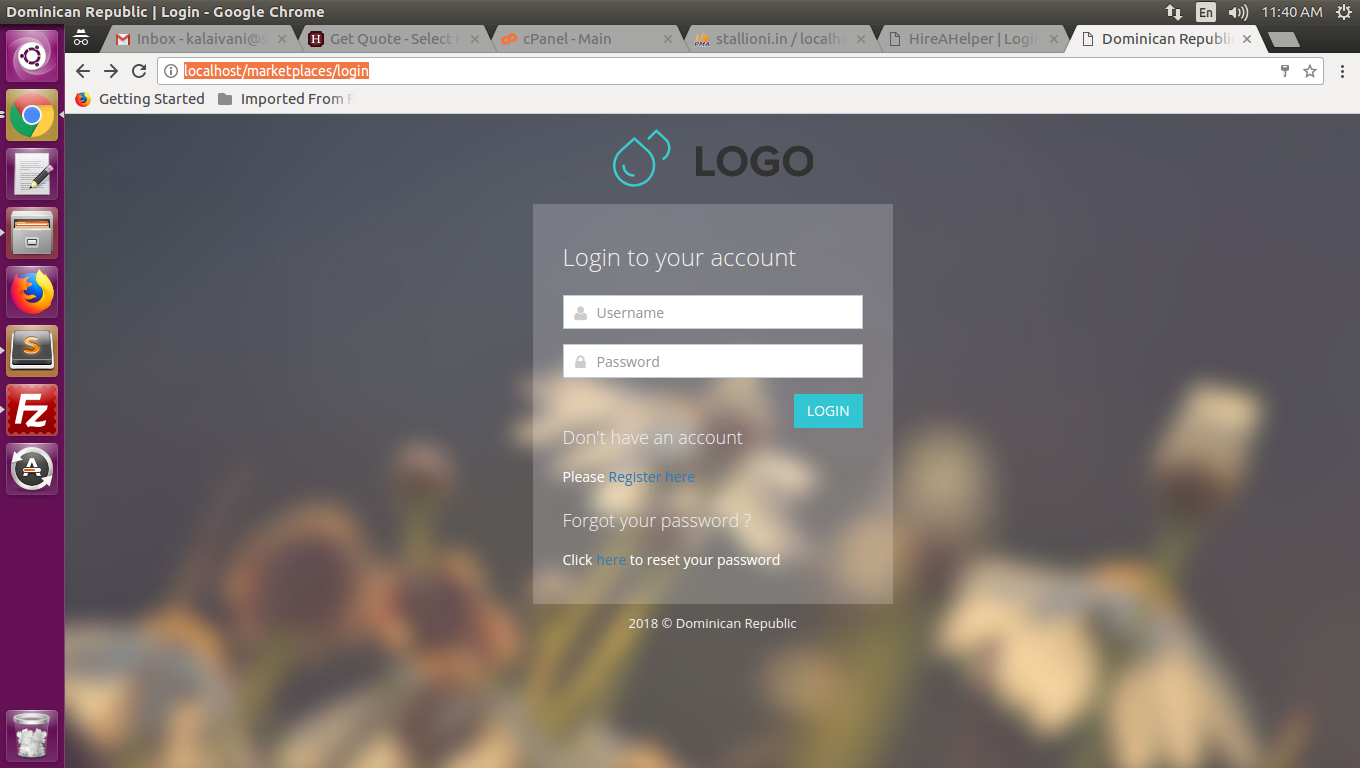 Dominican Republic | Login - Google Chrome
En
11:40 AM
Inbox - kalaivani@s
Get Quote - Select
cPanel - Main
stallioni.in / localho
HireAHelper | Login
Dominican Republi
localhost/marketplaces/login
Getting Started
Imported From F
LOGO
Login to your account
Username
Password
LOGIN
Don't have an account
Please Register here
Forgot your password ?
Click here to reset your password
2018 © Dominican Republic